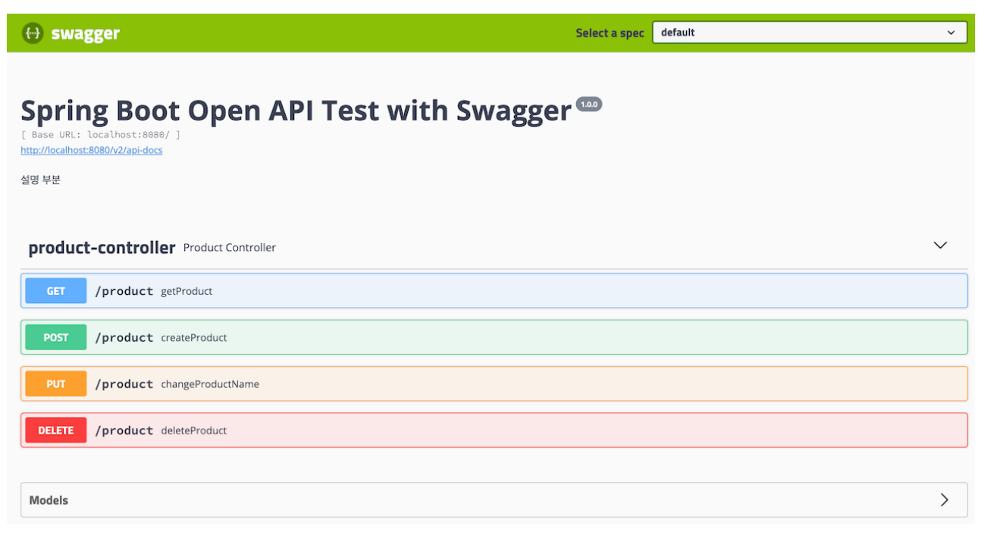 swagger Select a spec default
Spring Boot Open API Test with Swagger 1.0.0
[ Base URL: localhost:8080/ ]
http://localhost:8080/v2/api-docs
설명 부분
product-controller Product Controller
GET /product getProduct
POST /product createProduct
PUT /product changeProductName
DELETE /product deleteProduct
Models